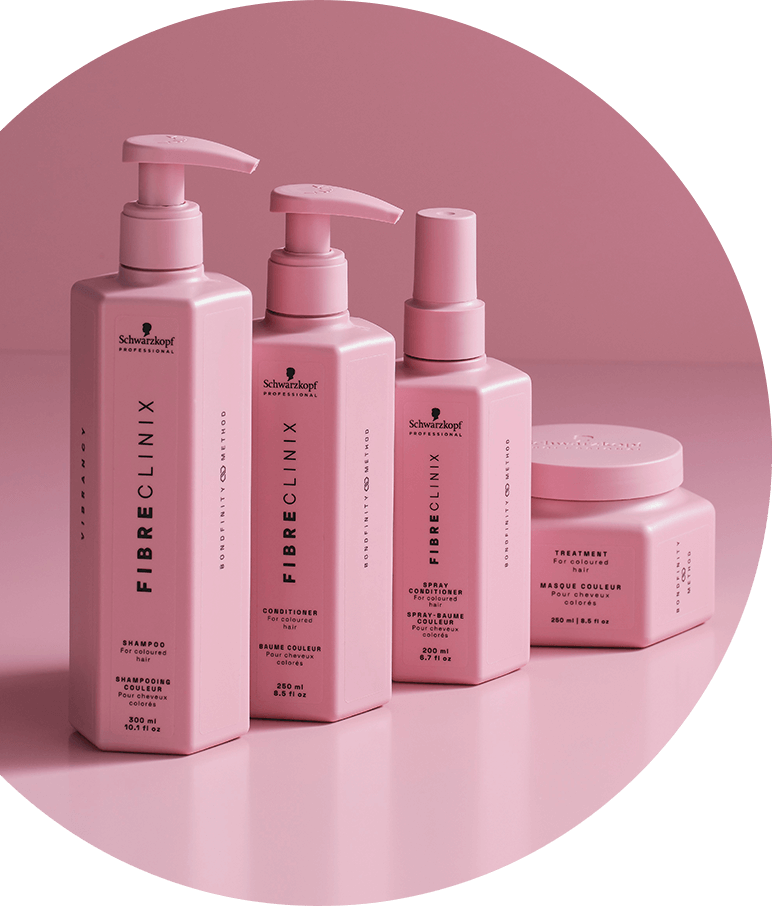 VIBRANCY
Schwarzkopf
PROFESSIONAL
FIBRECLINIX
BONDFINITY METHOD
SHAMPOO
For coloured
hair
SHAMPOOING
COULEUR
Pour cheveux
colorés
300 ml
10.1 fl oz
Schwarzkopf
PROFESSIONAL
FIBRECLINIX
BONDFINITY METHOD
CONDITIONER
For coloured
hair
BAUME COULEUR
Pour cheveux
colorés
250 ml
8.5 fl oz
Schwarzkopf
PROFESSIONAL
FIBRECLINIX
BONDFINITY METHOD
SPRAY
CONDITIONER
For coloured
hair
SPRAY-BAUME
COULEUR
Pour cheveux
colorés
200 ml
6.7 fl oz
Schwarzkopf
TREATMENT
For coloured
hair
MASQUE COULEUR
Pour cheveux
colorés
250 ml | 8.5 fl oz
BONDFINITY
METHOD